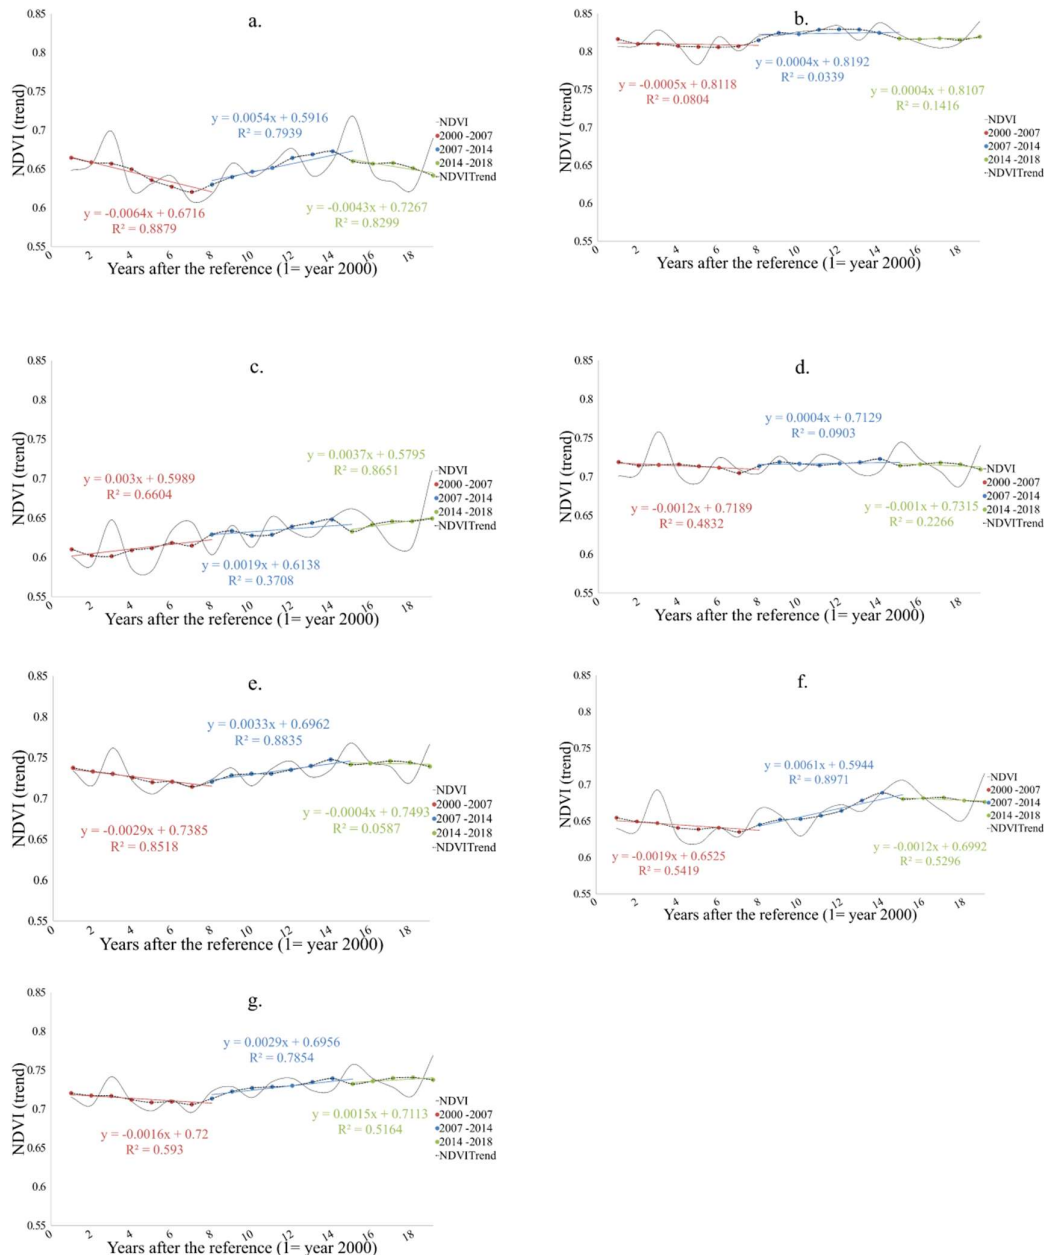 a.
NDVI (trend)
0.85
0.8
0.75
0.7
0.65
0.6
0.55
y = 0.0054x + 0.5916
R² = 0.7939
y = -0.0064x + 0.6716
R² = 0.8879
y = -0.0043x + 0.7267
R² = 0.8299
NDVI
2000 -2007
2007 -2014
2014 -2018
NDVITrend
0 2 4 6 8 10 12 14 16 18
Years after the reference (1= year 2000)
b.
NDVI (trend)
0.85
0.8
0.75
0.7
0.65
0.6
0.55
y = -0.0005x + 0.8118
R² = 0.0804
y = 0.0004x + 0.8192
R² = 0.0339
y = 0.0004x + 0.8107
R² = 0.1416
NDVI
2000 -2007
2007 -2014
2014 -2018
NDVITrend
0 2 4 6 8 10 12 14 16 18
Years after the reference (1= year 2000)
c.
NDVI (trend)
0.85
0.8
0.75
0.7
0.65
0.6
0.55
y = 0.003x + 0.5989
R² = 0.6604
y = 0.0037x + 0.5795
R² = 0.8651
y = 0.0019x + 0.6138
R² = 0.3708
NDVI
2000 -2007
2007 -2014
2014 -2018
NDVITrend
0 2 4 6 8 10 12 14 16 18
Years after the reference (1= year 2000)
d.
NDVI (trend)
0.85
0.8
0.75
0.7
0.65
0.6
0.55
y = 0.0004x + 0.7129
R² = 0.0903
y = -0.0012x + 0.7189
R² = 0.4832
y = -0.001x + 0.7315
R² = 0.2266
NDVI
2000 -2007
2007 -2014
2014 -2018
NDVITrend
0 2 4 6 8 10 12 14 16 18
Years after the reference (1= year 2000)
e.
NDVI (trend)
0.85
0.8
0.75
0.7
0.65
0.6
0.55
y = 0.0033x + 0.6962
R² = 0.8835
y = -0.0029x + 0.7385
R² = 0.8518
y = -0.0004x + 0.7493
R² = 0.0587
NDVI
2000 -2007
2007 -2014
2014 -2018
NDVITrend
0 2 4 6 8 10 12 14 16 18
Years after the reference (1= year 2000)
f.
NDVI (trend)
0.85
0.8
0.75
0.7
0.65
0.6
0.55
y = 0.0061x + 0.5944
R² = 0.8971
y = -0.0019x + 0.6525
R² = 0.5419
y = -0.0012x + 0.6992
R² = 0.5296
NDVI
2000 -2007
2007 -2014
2014 -2018
NDVITrend
0 2 4 6 8 10 12 14 16 18
Years after the reference (1= year 2000)
g.
NDVI (trend)
0.85
0.8
0.75
0.7
0.65
0.6
0.55
y = 0.0029x + 0.6956
R² = 0.7854
y = -0.0016x + 0.72
R² = 0.593
y = 0.0015x + 0.7113
R² = 0.5164
NDVI
2000 -2007
2007 -2014
2014 -2018
NDVITrend
0 2 4 6 8 10 12 14 16 18
Years after the reference (1= year 2000)